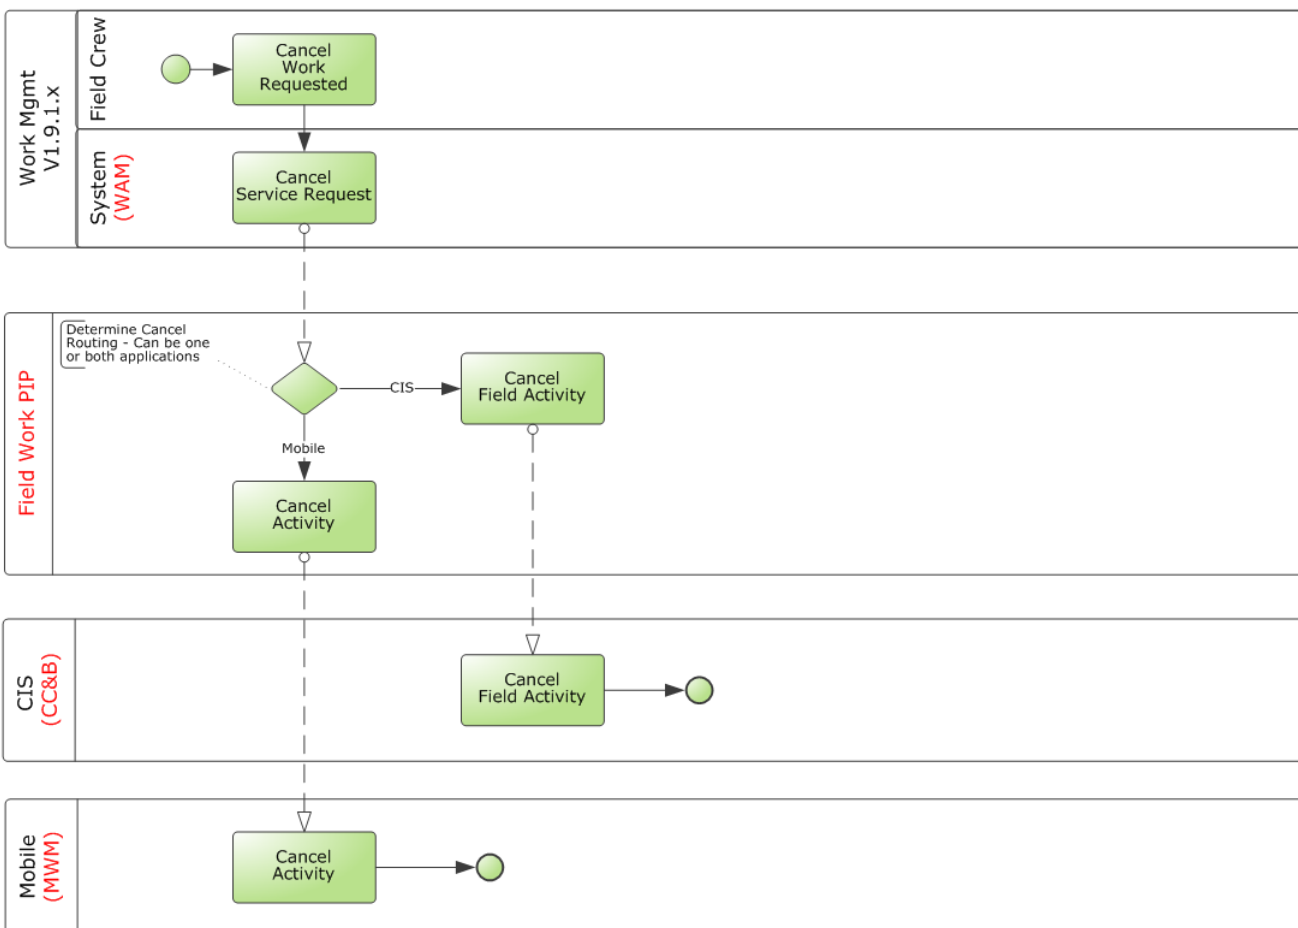 Work Mgmt
V1.9.1.x
Field Crew
Cancel
Work
Requested
System
(WAM)
Cancel
Service Request
Field Work PIP
Determine Cancel
Routing - Can be one
or both applications
CIS
Cancel
Field Activity
Mobile
Cancel
Activity
CIS
(CC&B)
Cancel
Field Activity
Mobile
(MWM)
Cancel
Activity